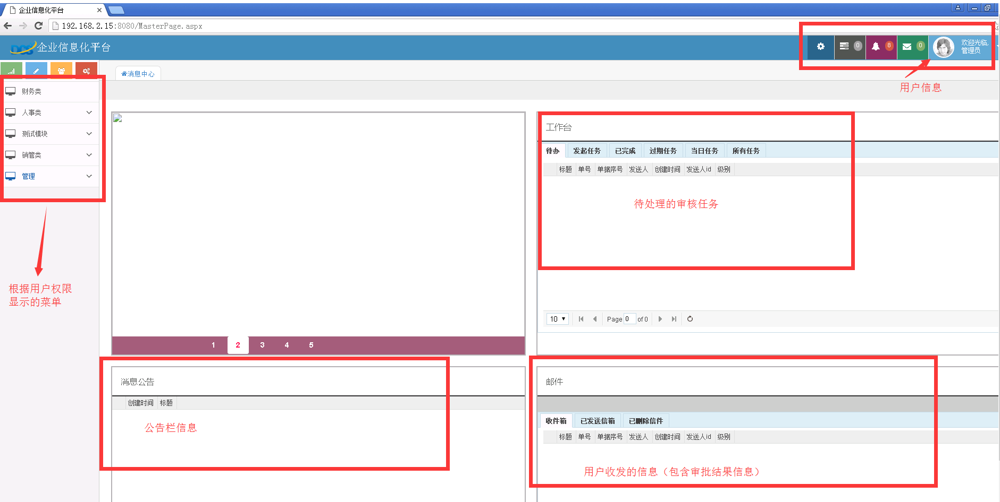 企业信息化平台
192.168.2.15:8080/MasterPage.aspx
DCS 企业信息化平台
0
8
0
欢迎光临,
管理员
用户信息
消息中心
财务类
人事类
测试模块
销管类
管理
根据用户权限
显示的菜单
1 2 3 4 5
工作台
待办 发起任务 已完成 过期任务 当日任务 所有任务
标题 单号 单据序号 发送人 创建时间 发送人id 级别
待处理的审核任务
10 Page 0 of 0
消息公告
创建时间 标题
公告栏信息
邮件
收件箱 已发送信箱 已删除信件
标题 单号 单据序号 发送人 创建时间 发送人id 级别
用户收发的信息（包含审批结果信息）